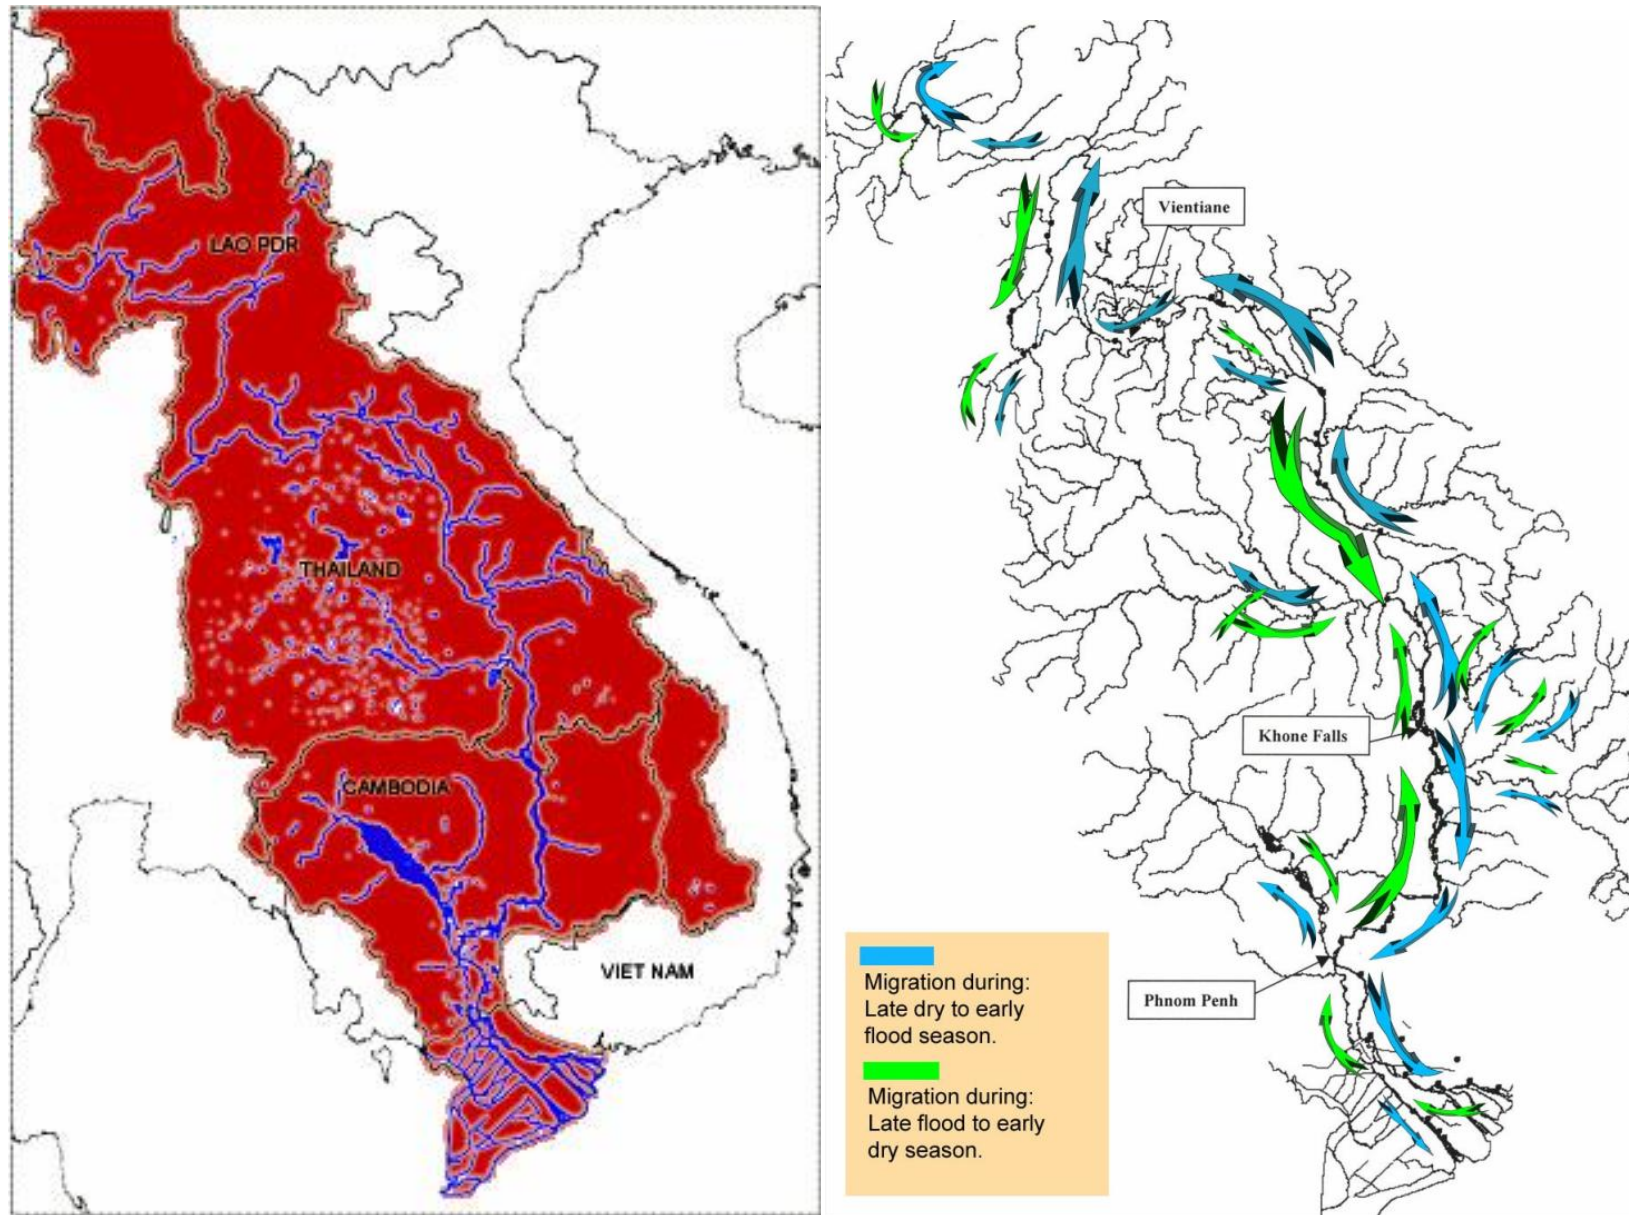 LAO PDR
THAILAND
CAMBODIA
VIET NAM
Vientiane
Khone Falls
Phnom Penh
Migration during:
Late dry to early
flood season.
Migration during:
Late flood to early
dry season.